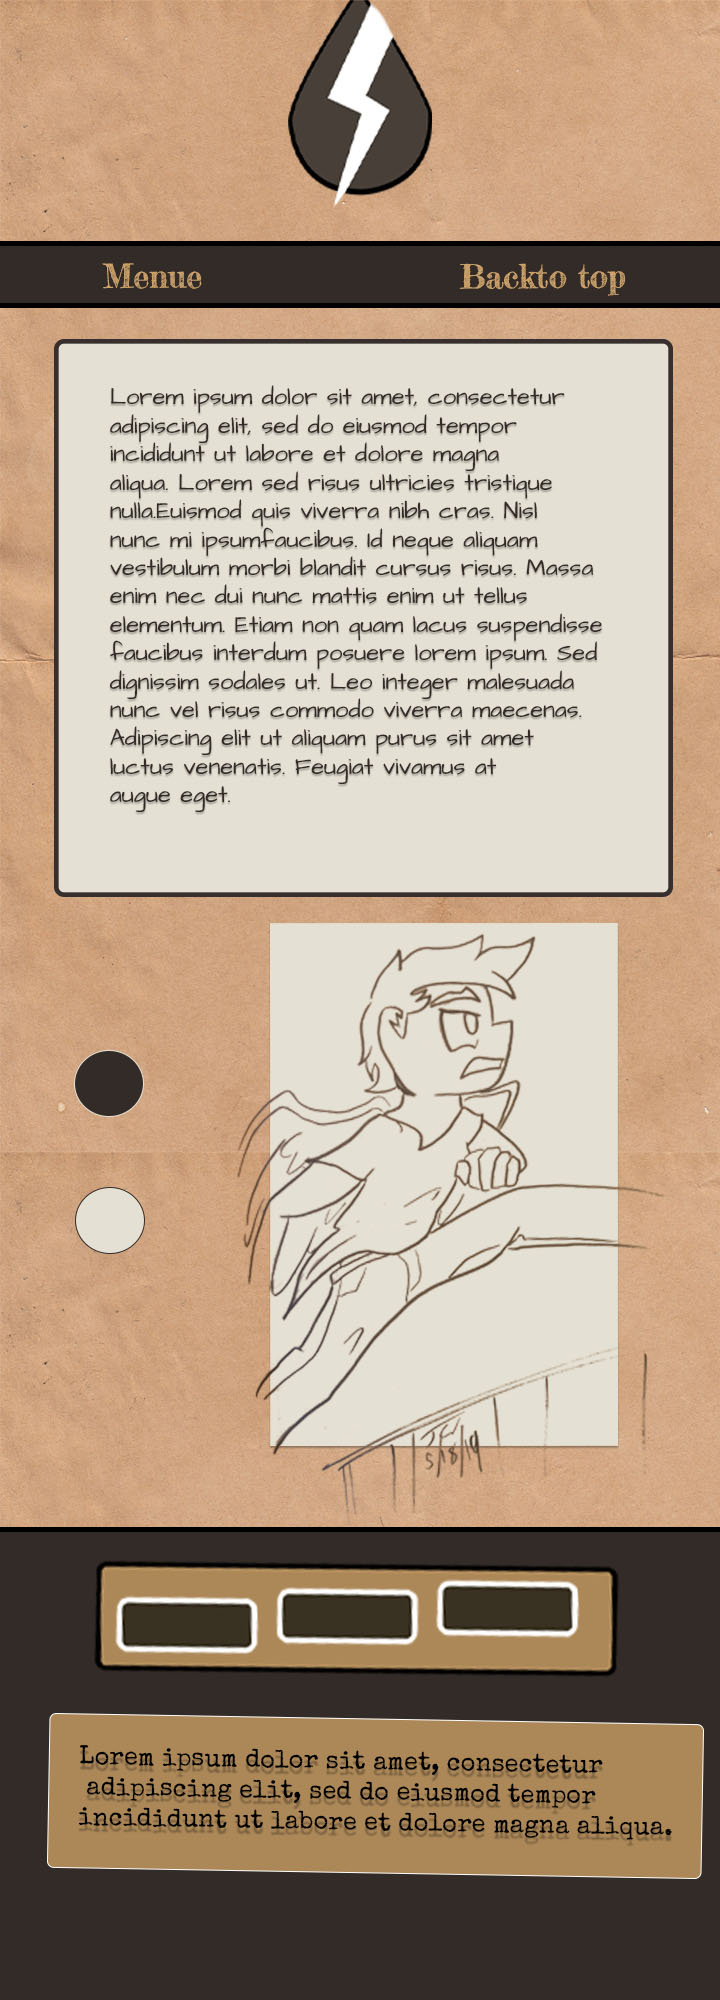 Menue
Backto top
Lorem ipsum dolor sit amet, consectetur
adipiscing elit, sed do eiusmod tempor
incididunt ut labore et dolore magna
aliqua. Lorem sed risus ultricies tristique
nulla.Euismod quis viverra nibh cras. Nisl
nunc mi ipsumfaucibus. Id neque aliquam
vestibulum morbi blandit cursus risus. Massa
enim nec dui nunc mattis enim ut tellus
elementum. Etiam non quam lacus suspendisse
faucibus interdum posuere lorem ipsum. Sed
dignissim sodales ut. Leo integer malesuada
nunc vel risus commodo viverra maecenas.
Adipiscing elit ut aliquam purus sit amet
luctus venenatis. Feugiat vivamus at
augue eget.
5/18/19
Lorem ipsum dolor sit amet, consectetur
adipiscing elit, sed do eiusmod tempor
incididunt ut labore et dolore magna aliqua.